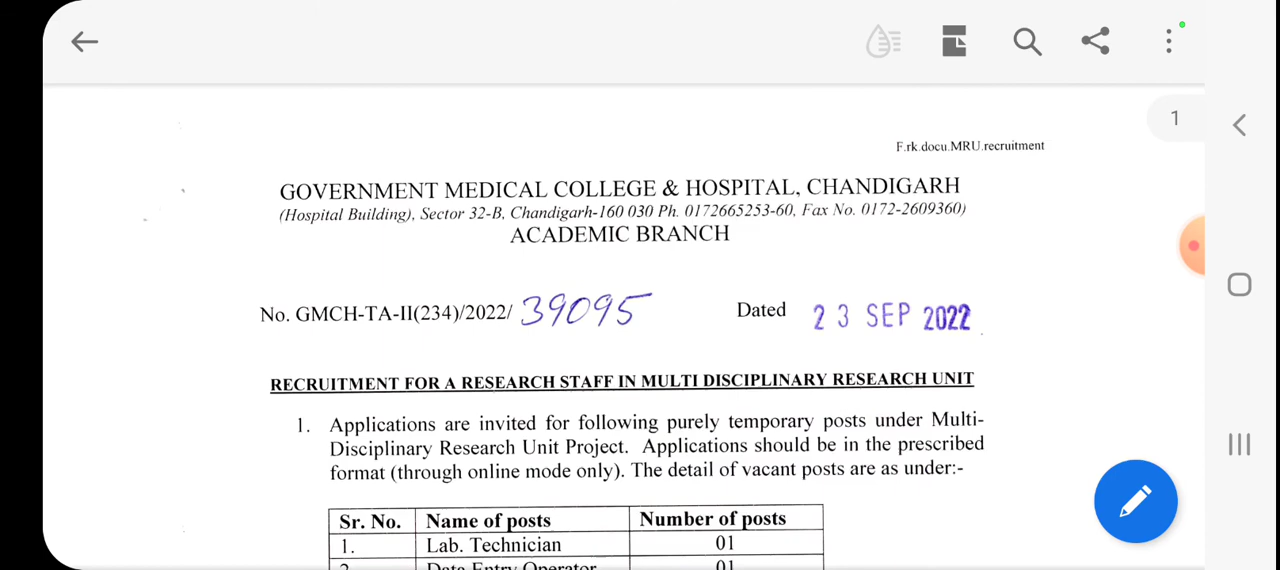 1
F.rk.docu.MRU.recruitment
GOVERNMENT MEDICAL COLLEGE & HOSPITAL, CHANDIGARH
(Hospital Building), Sector 32-B, Chandigarh-160 030 Ph. 0172665253-60, Fax No. 0172-2609360)
ACADEMIC BRANCH
No. GMCH-TA-II(234)/2022/ 39095 Dated 23 SEP 2022
RECRUITMENT FOR A RESEARCH STAFF IN MULTI DISCIPLINARY RESEARCH UNIT
1. Applications are invited for following purely temporary posts under Multi-
Disciplinary Research Unit Project. Applications should be in the prescribed
format (through online mode only). The detail of vacant posts are as under:-
Sr. No. Name of posts Number of posts
1. Lab. Technician 01
2. Data Entry Operator 01